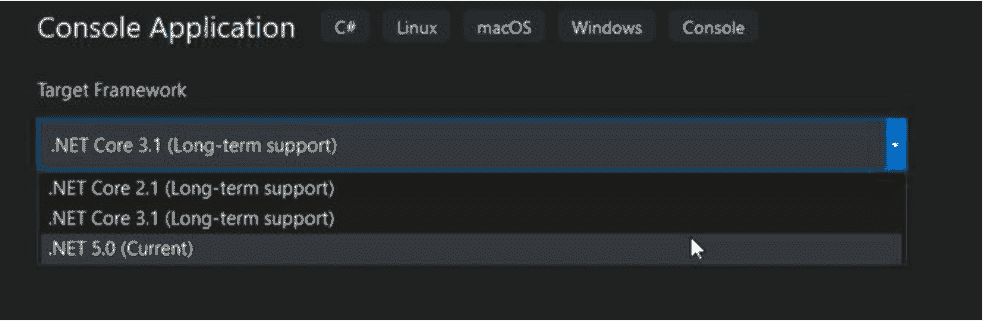 Console Application C# Linux macOS Windows Console
Target Framework
.NET Core 3.1 (Long-term support)
.NET Core 2.1 (Long-term support)
.NET Core 3.1 (Long-term support)
.NET 5.0 (Current)